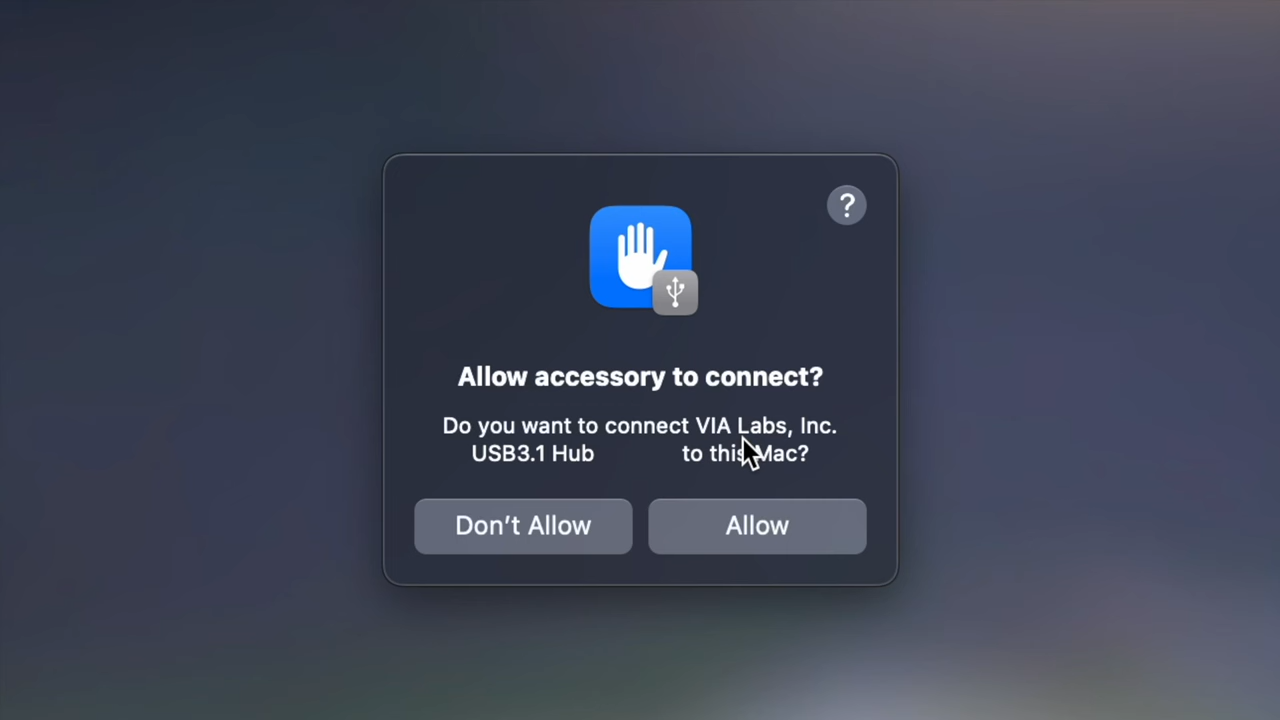 ?
Allow accessory to connect?
Do you want to connect VIA Labs, Inc.
USB3.1 Hub to this Mac?
Don’t Allow
Allow